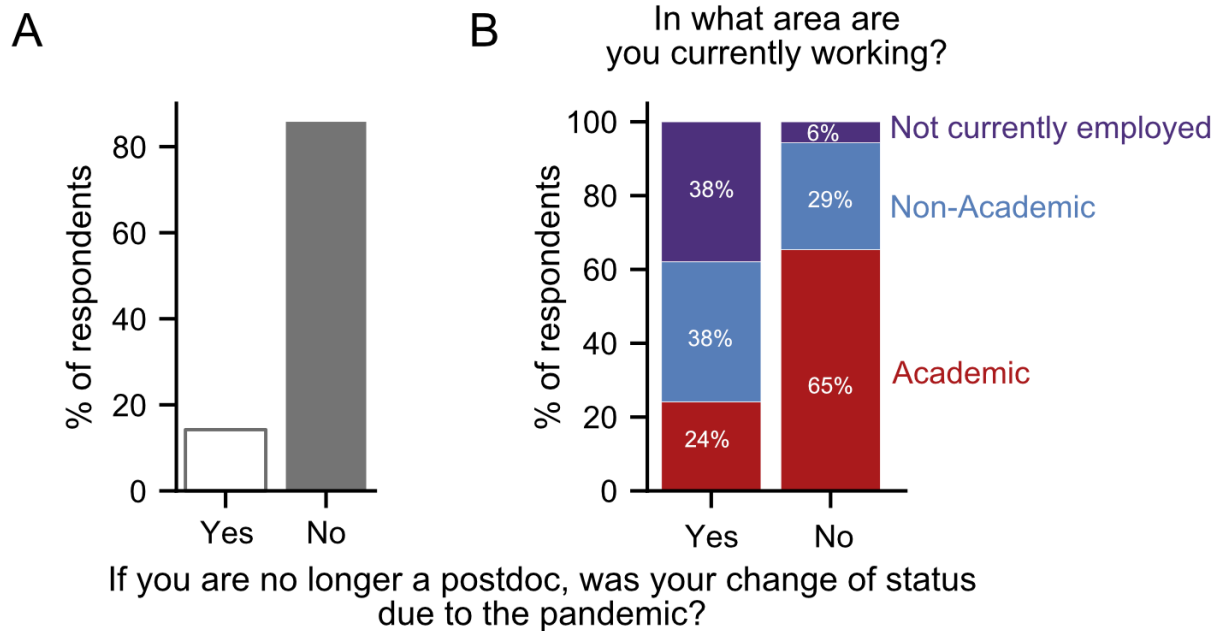 A
% of respondents
80
60
40
20
0
Yes
No
B
In what area are
you currently working?
% of respondents
100
80
60
40
20
0
38%
38%
24%
6%
29%
65%
Not currently employed
Non-Academic
Academic
Yes
No
If you are no longer a postdoc, was your change of status
due to the pandemic?